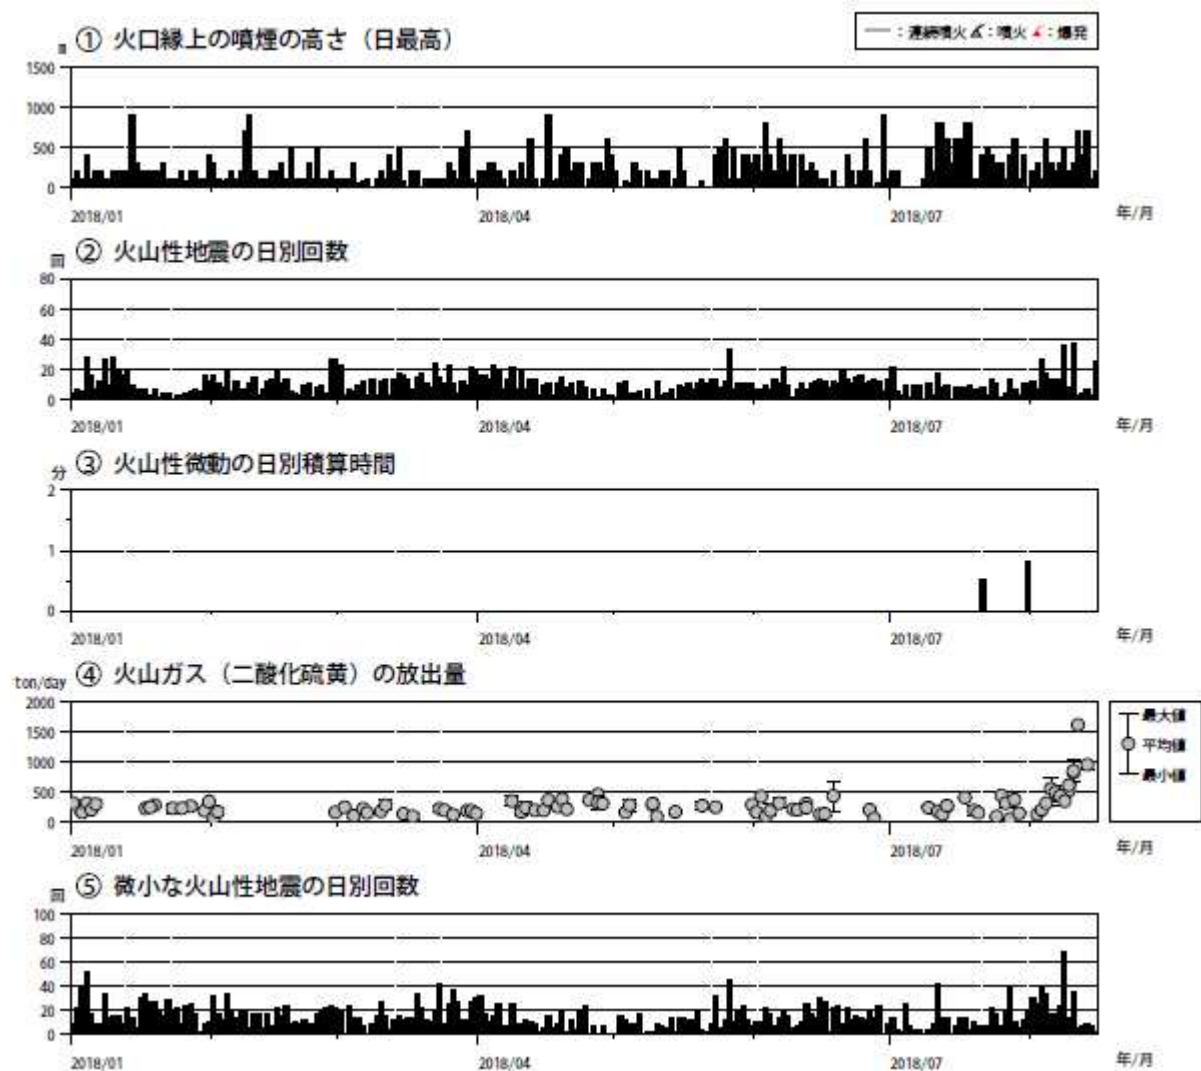 m ① 火口縁上の噴煙の高さ（日最高）
―：連続噴火 ：噴火 ：爆発
1500
1000
500
0
2018/01 2018/04 2018/07 年/月
回 ② 火山性地震の日別回数
80
60
40
20
0
2018/01 2018/04 2018/07 年/月
分 ③ 火山性微動の日別積算時間
2
1
0
2018/01 2018/04 2018/07 年/月
ton/day ④ 火山ガス（二酸化硫黄）の放出量
2000
1500
1000
500
0
最大値
平均値
最小値
2018/01 2018/04 2018/07 年/月
回 ⑤ 微小な火山性地震の日別回数
100
80
60
40
20
0
2018/01 2018/04 2018/07 年/月